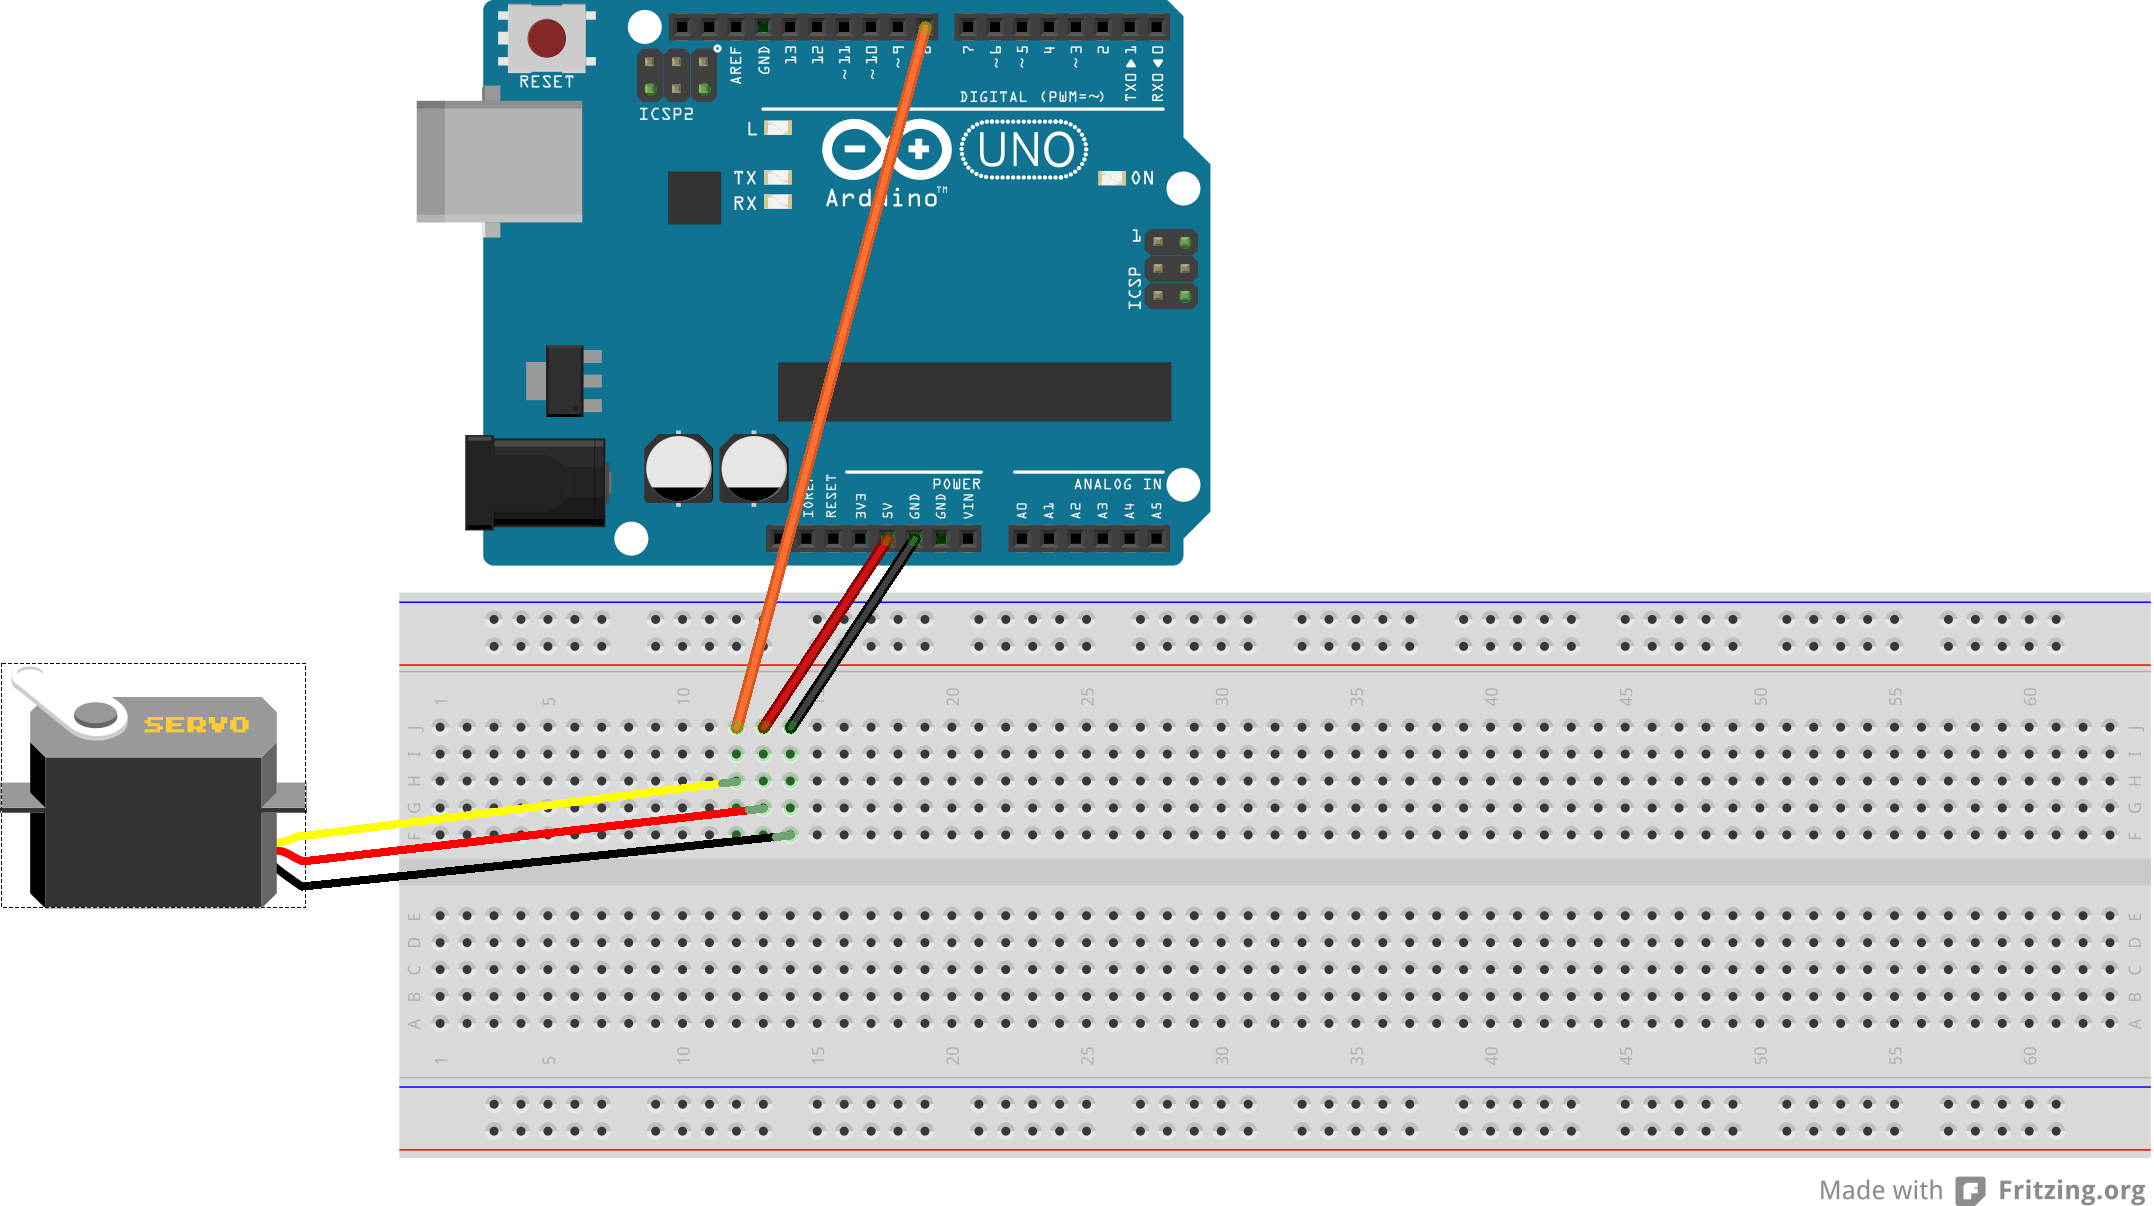 RESET
ICSP2
AREF
GND
13
12
~11
~10
~9
8
7
~6
~5
4
~3
2
TX0▶1
RX0◀0
DIGITAL (PWM=~)
L
TX
RX
Arduino™
UNO
ON
1
ICSP
POWER
ANALOG IN
IOREF
RESET
3V3
5V
GND
GND
VIN
A0
A1
A2
A3
A4
A5
SERVO
1 5 10 15 20 25 30 35 40 45 50 55 60
J J
I I
H H
G G
F F
E E
D D
C C
B B
A A
1 5 10 15 20 25 30 35 40 45 50 55 60
Made with Fritzing.org